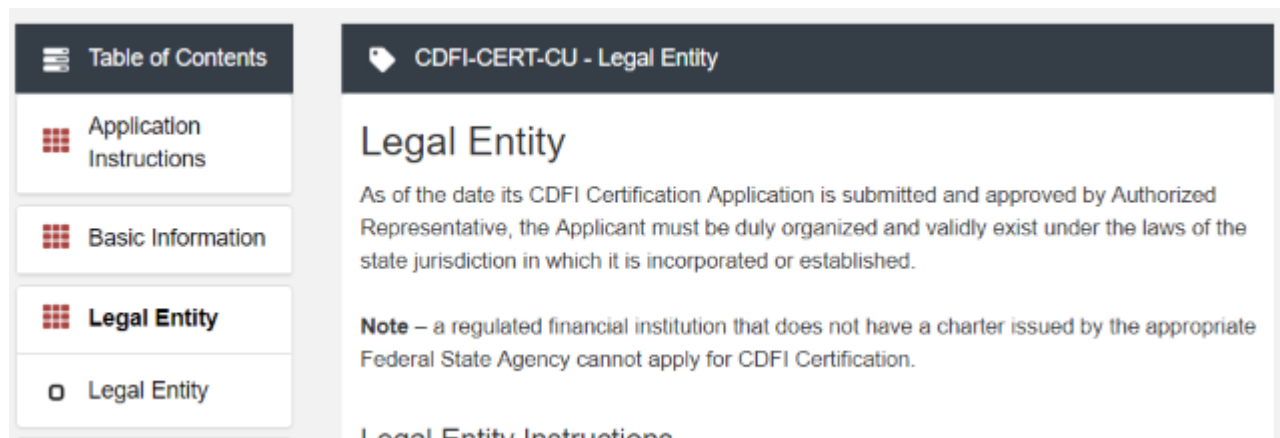 Table of Contents
Application
Instructions
Basic Information
Legal Entity
Legal Entity
CDFI-CERT-CU - Legal Entity
Legal Entity
As of the date its CDFI Certification Application is submitted and approved by Authorized
Representative, the Applicant must be duly organized and validly exist under the laws of the
state jurisdiction in which it is incorporated or established.
Note – a regulated financial institution that does not have a charter issued by the appropriate
Federal State Agency cannot apply for CDFI Certification.
Legal Entity Instructions